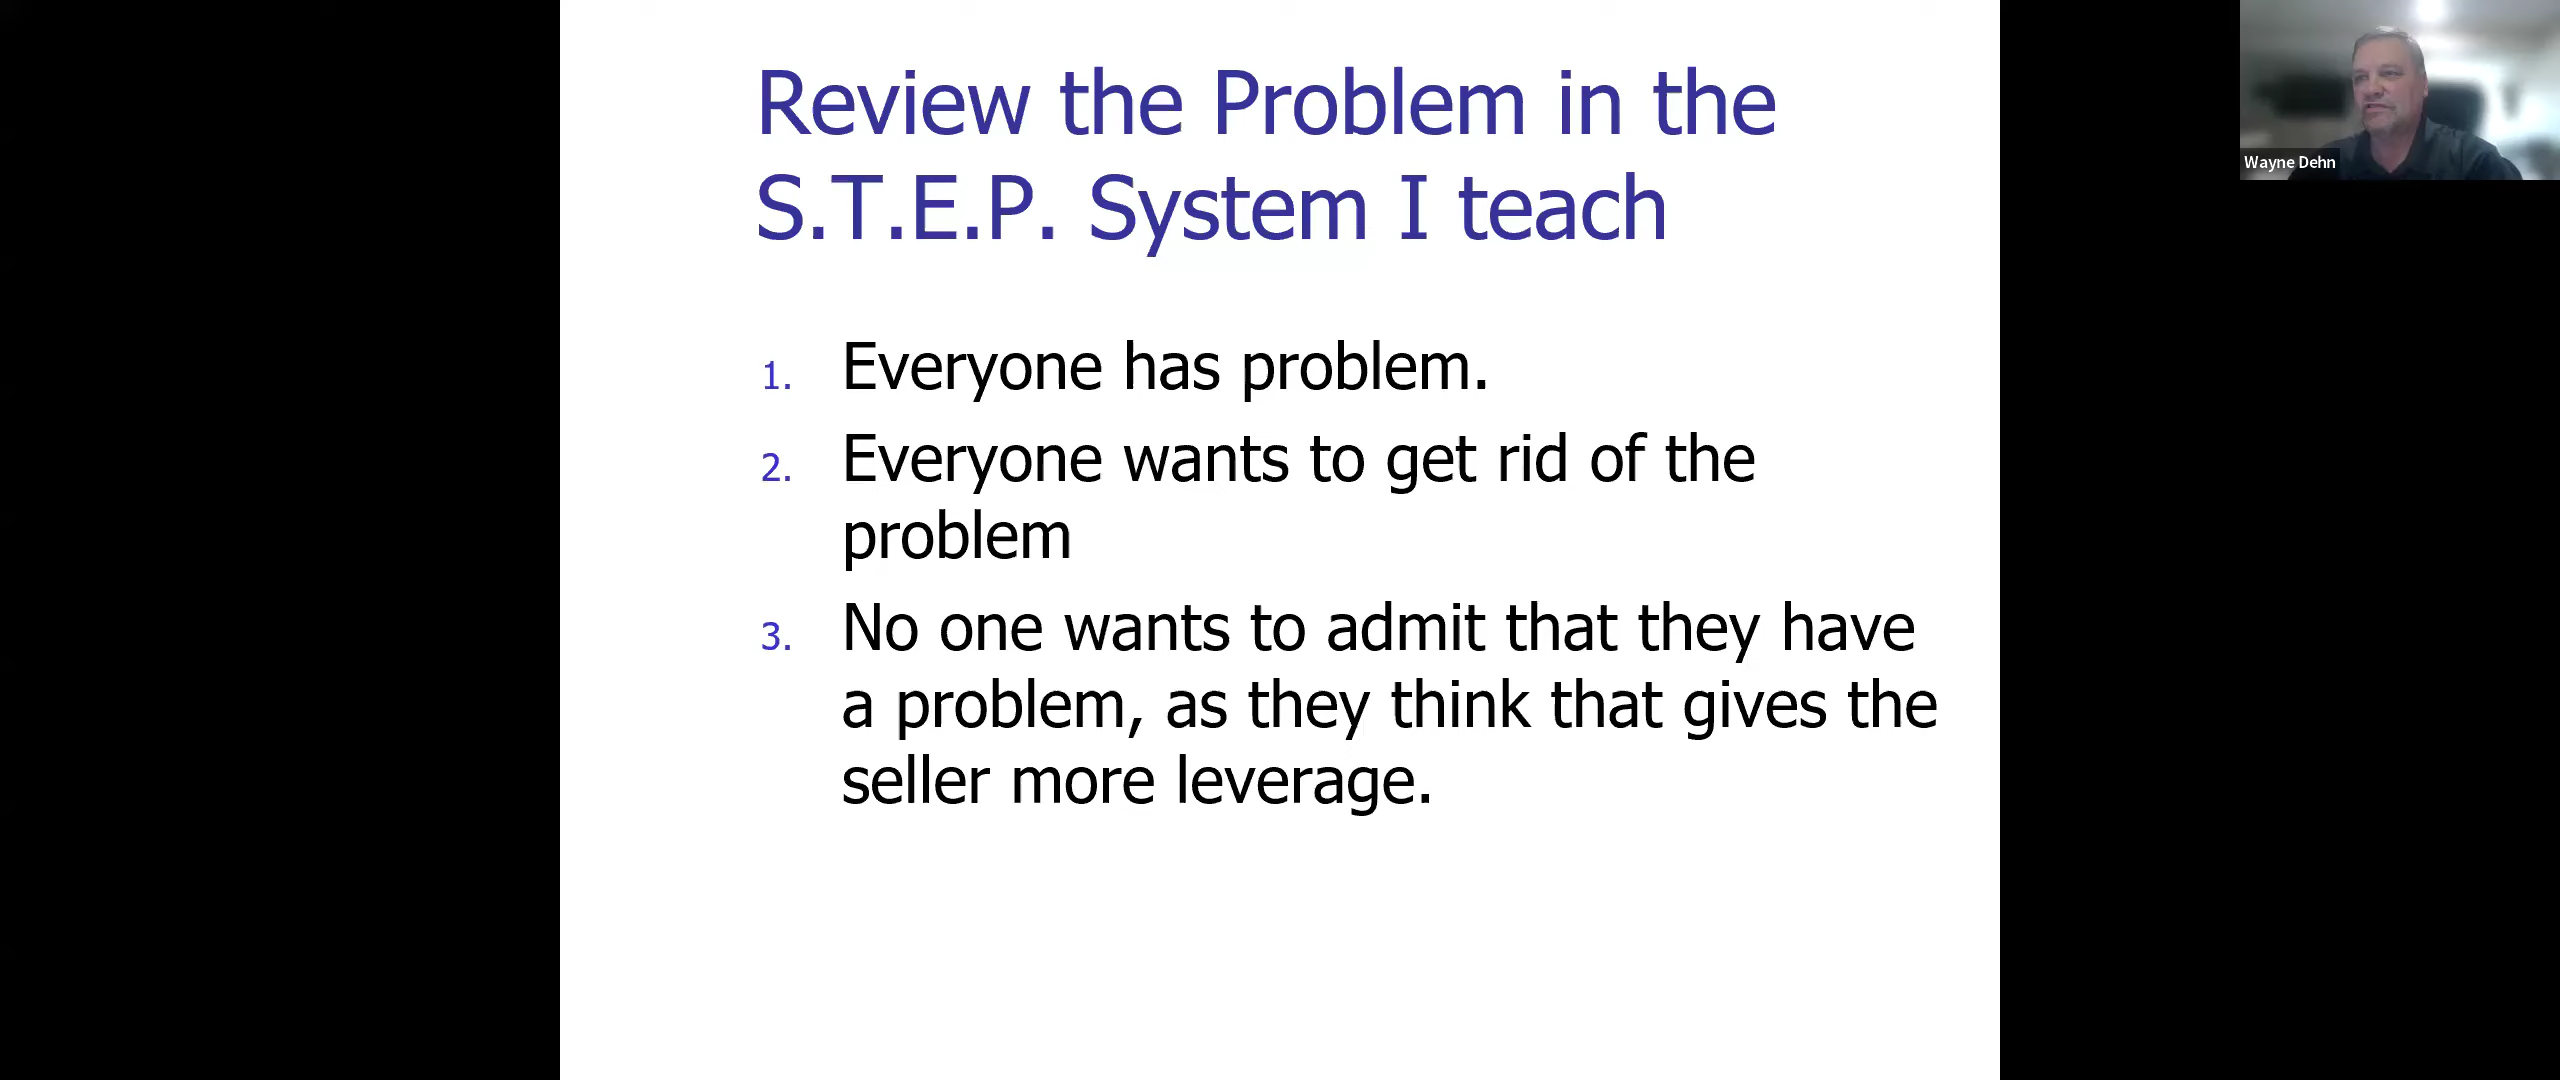 Review the Problem in the
S.T.E.P. System I teach
1. Everyone has problem.
2. Everyone wants to get rid of the
problem
3. No one wants to admit that they have
a problem, as they think that gives the
seller more leverage.
Wayne Dehn